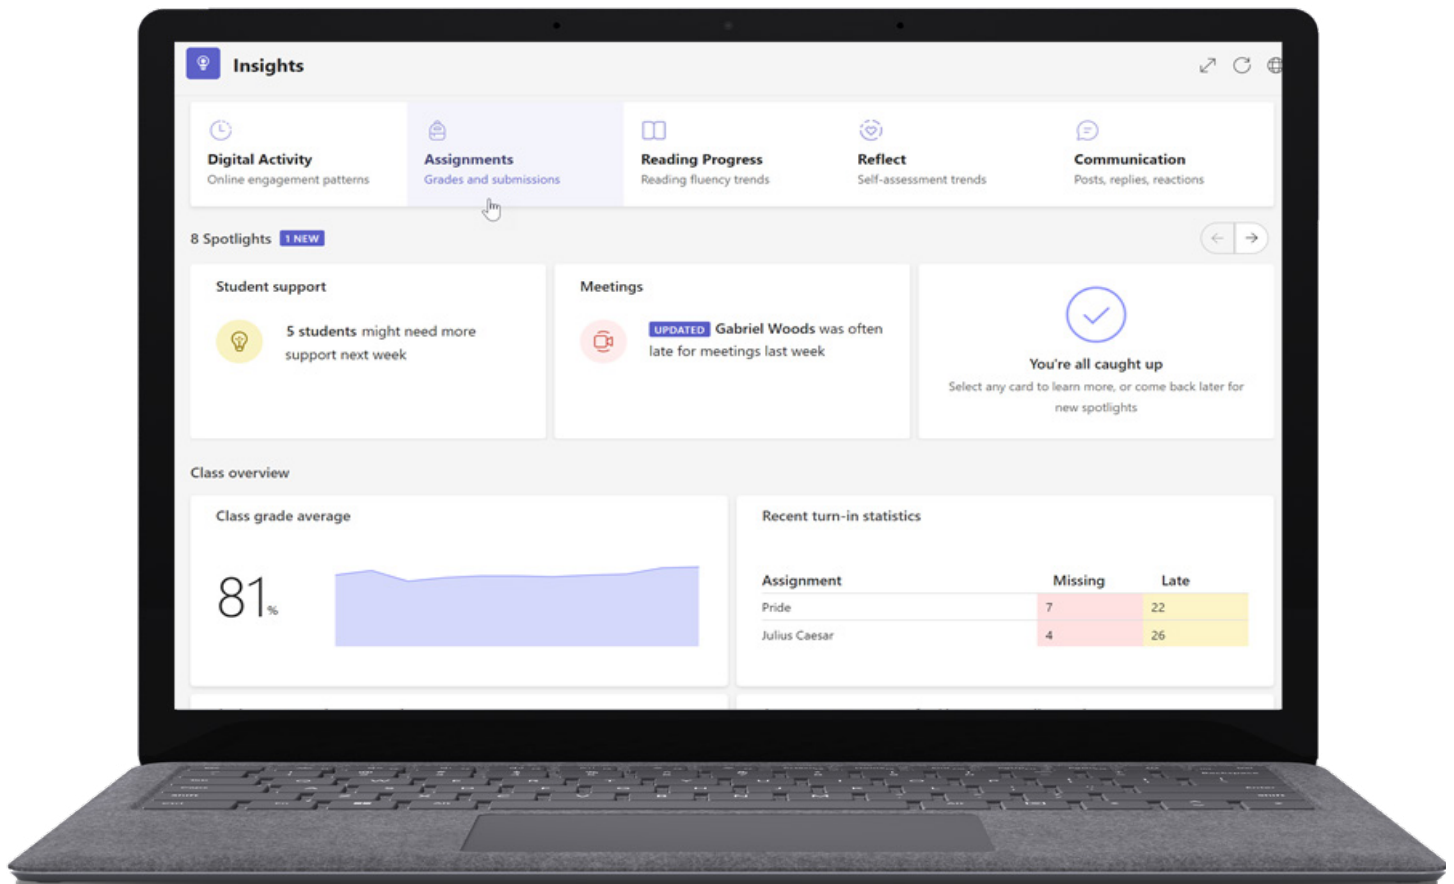 Insights
Digital Activity
Online engagement patterns
Assignments
Grades and submissions
Reading Progress
Reading fluency trends
Reflect
Self-assessment trends
Communication
Posts, replies, reactions
8 Spotlights 1 NEW
Student support
5 students might need more
support next week
Meetings
UPDATED Gabriel Woods was often
late for meetings last week
You're all caught up
Select any card to learn more, or come back later for
new spotlights
Class overview
Class grade average
81%
Recent turn-in statistics
Assignment Missing Late
Pride 7 22
Julius Caesar 4 26